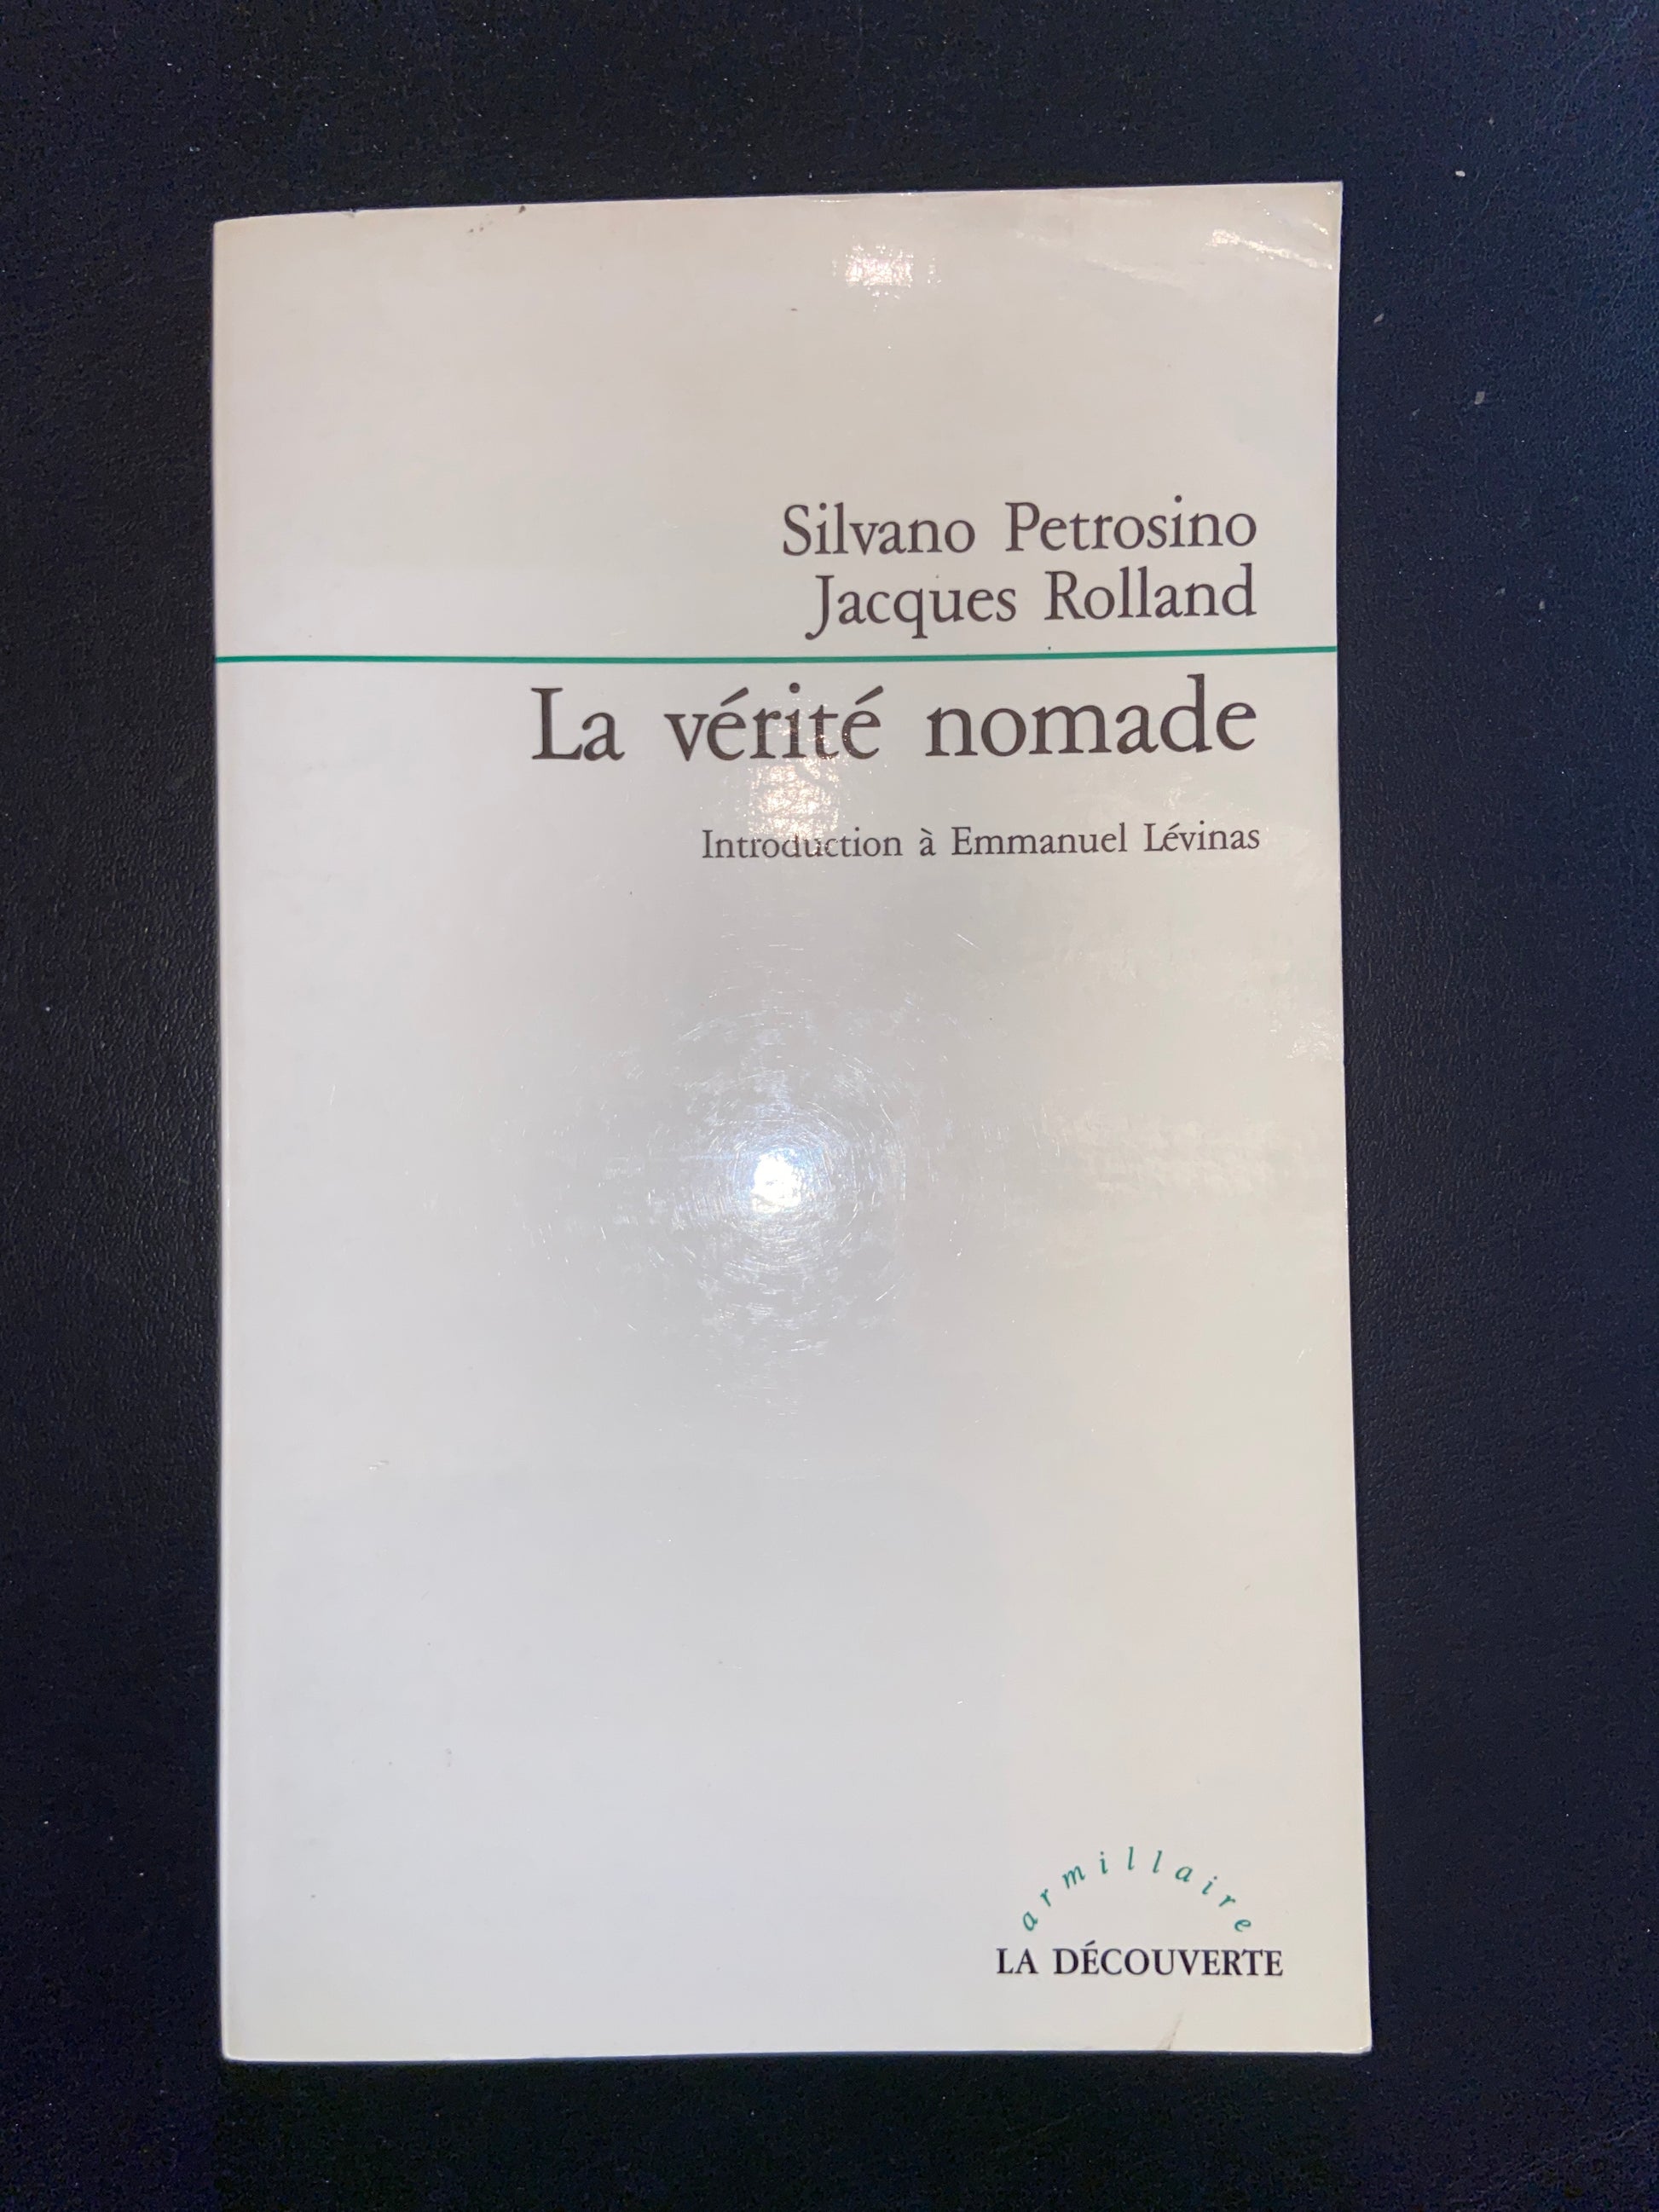 Silvano Petrosino
Jacques Rolland
La vérité nomade
Introduction à Emmanuel Lévinas
armillaire
LA DÉCOUVERTE